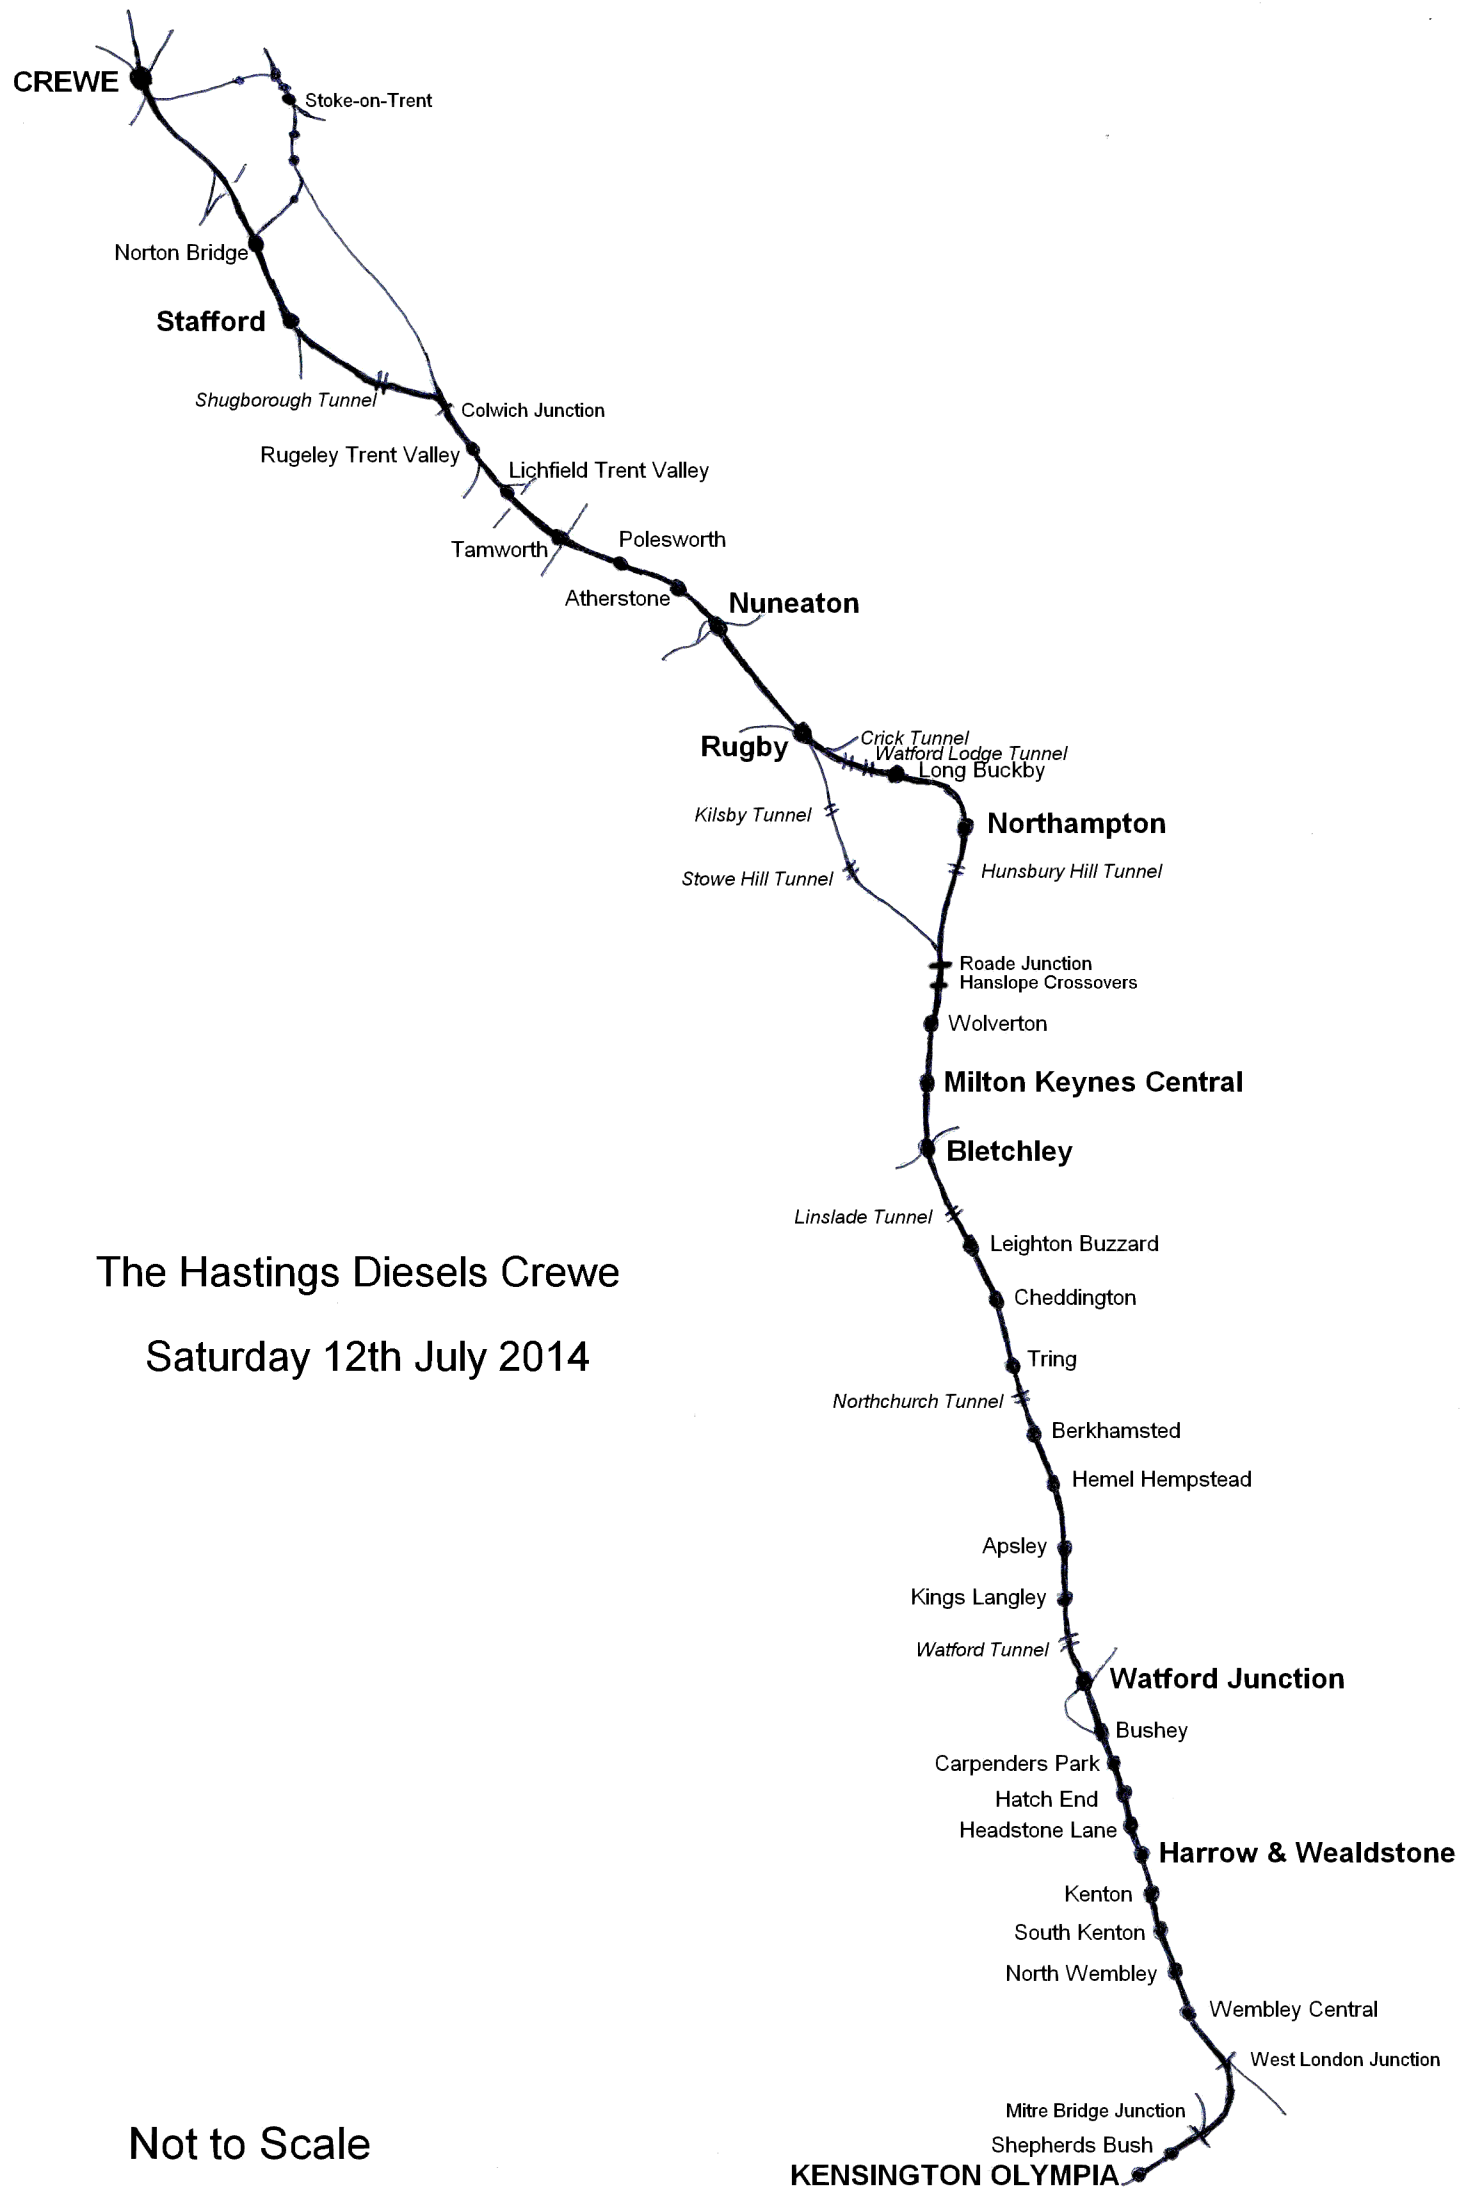 CREWE
Stoke-on-Trent
Norton Bridge
Stafford
Shugborough Tunnel
Colwich Junction
Rugeley Trent Valley
Lichfield Trent Valley
Tamworth
Polesworth
Atherstone
Nuneaton
Rugby
Crick Tunnel
Watford Lodge Tunnel
Long Buckby
Kilsby Tunnel
Northampton
Stowe Hill Tunnel
Hunsbury Hill Tunnel
Roade Junction
Hanslope Crossovers
Wolverton
Milton Keynes Central
Bletchley
Linslade Tunnel
Leighton Buzzard
The Hastings Diesels Crewe
Cheddington
Saturday 12th July 2014
Tring
Northchurch Tunnel
Berkhamsted
Hemel Hempstead
Apsley
Kings Langley
Watford Tunnel
Watford Junction
Bushey
Carpenders Park
Hatch End
Headstone Lane
Harrow & Wealdstone
Kenton
South Kenton
North Wembley
Wembley Central
West London Junction
Mitre Bridge Junction
Not to Scale
Shepherds Bush
KENSINGTON OLYMPIA